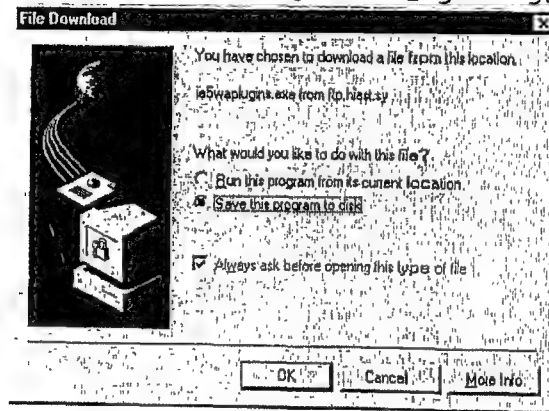 File Download
You have chosen to download a file from this location.
ie5waplugins.exe from ftp.hiast.sy
What would you like to do with this file?
Run this program from its current location
Save this program to disk
Always ask before opening this type of file
OK
Cancel
More Info